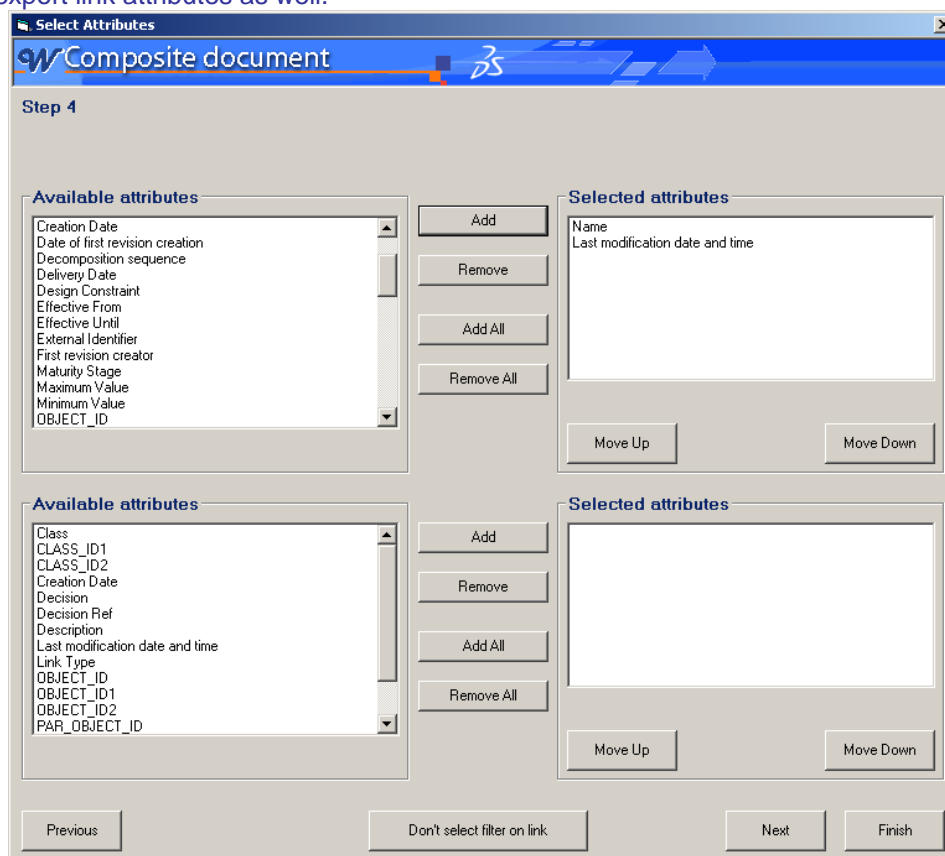 export link attributes as well.
Select Attributes
Composite document
Step 4
Available attributes
Creation Date
Date of first revision creation
Decomposition sequence
Delivery Date
Design Constraint
Effective From
Effective Until
External Identifier
First revision creator
Maturity Stage
Maximum Value
Minimum Value
OBJECT_ID
Add
Remove
Add All
Remove All
Selected attributes
Name
Last modification date and time
Move Up
Move Down
Available attributes
Class
CLASS_ID1
CLASS_ID2
Creation Date
Decision
Decision Ref
Description
Last modification date and time
Link Type
OBJECT_ID
OBJECT_ID1
OBJECT_ID2
PAR_OBJECT_ID
Add
Remove
Add All
Remove All
Selected attributes
Move Up
Move Down
Previous
Don't select filter on link
Next
Finish